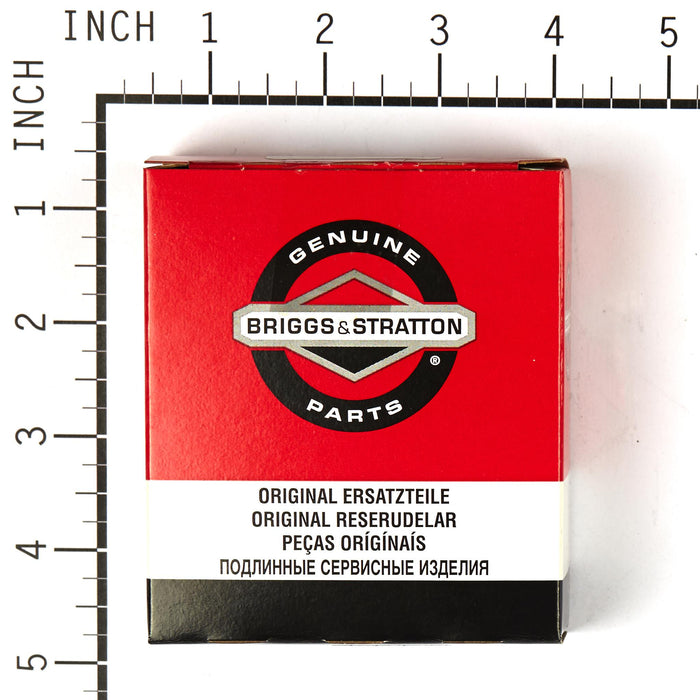 INCH 1 2 3 4 5
INCH
1
2
3
4
5
GENUINE
BRIGGS & STRATTON
®
PARTS
ORIGINAL ERSATZTEILE
ORIGINAL RESERUDELAR
PEÇAS ORÍGÍNAÍS
ПОДЛИННЫЕ СЕРВИСНЫЕ ИЗДЕЛИЯ